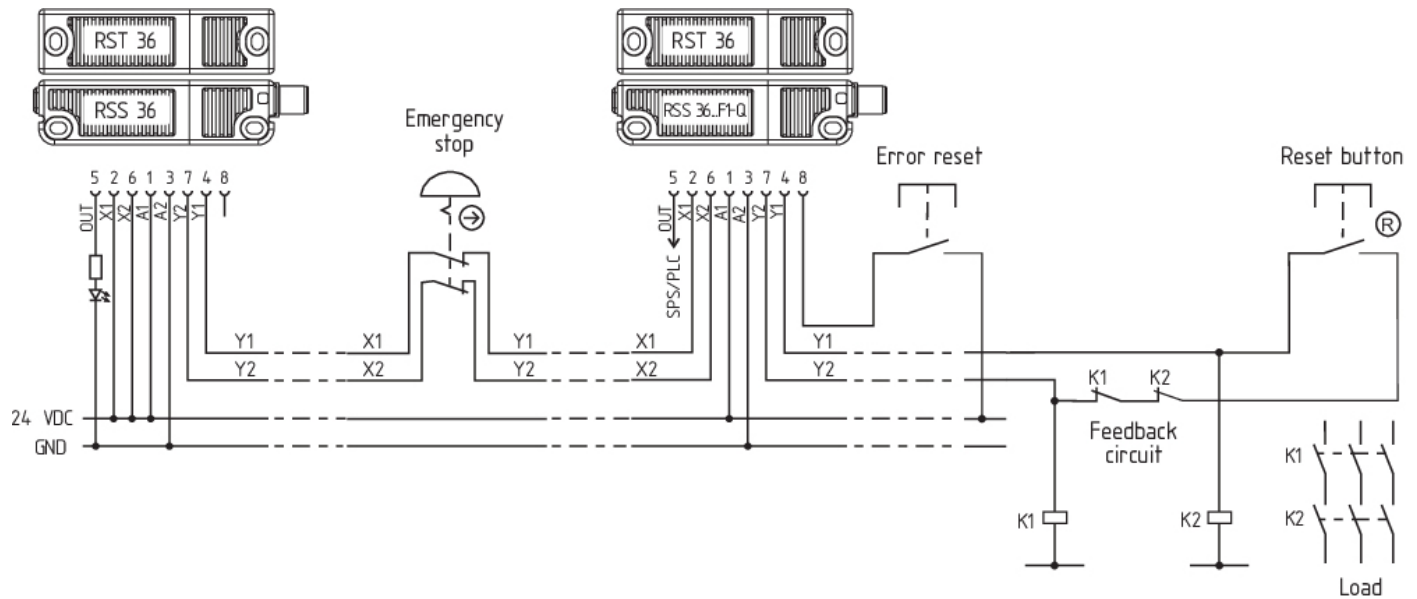 RST 36
RSS 36
RST 36
RSS 36..F1-Q
Emergency
stop
Error reset
Reset button
R
5 2 6 1 3 7 4 8
OUT
X1
X2
A1
A2
Y2
Y1
5 2 6 1 3 7 4 8
OUT
X1
X2
A1
A2
Y2
Y1
SPS/PLC
Y1 X1 Y1 X1 Y1
Y2 X2 Y2 X2 Y2
K1 K2
Feedback
circuit
24 VDC
GND
K1
K2
K1
K2
Load